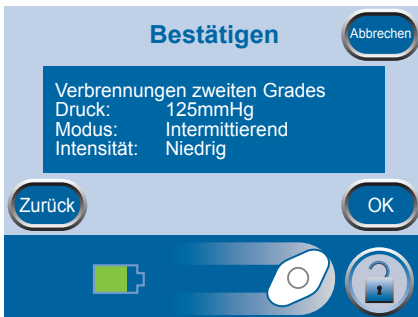 Bestätigen
Abbrechen
Verbrennungen zweiten Grades
Druck: 125mmHg
Modus: Intermittierend
Intensität: Niedrig
Zurück
OK